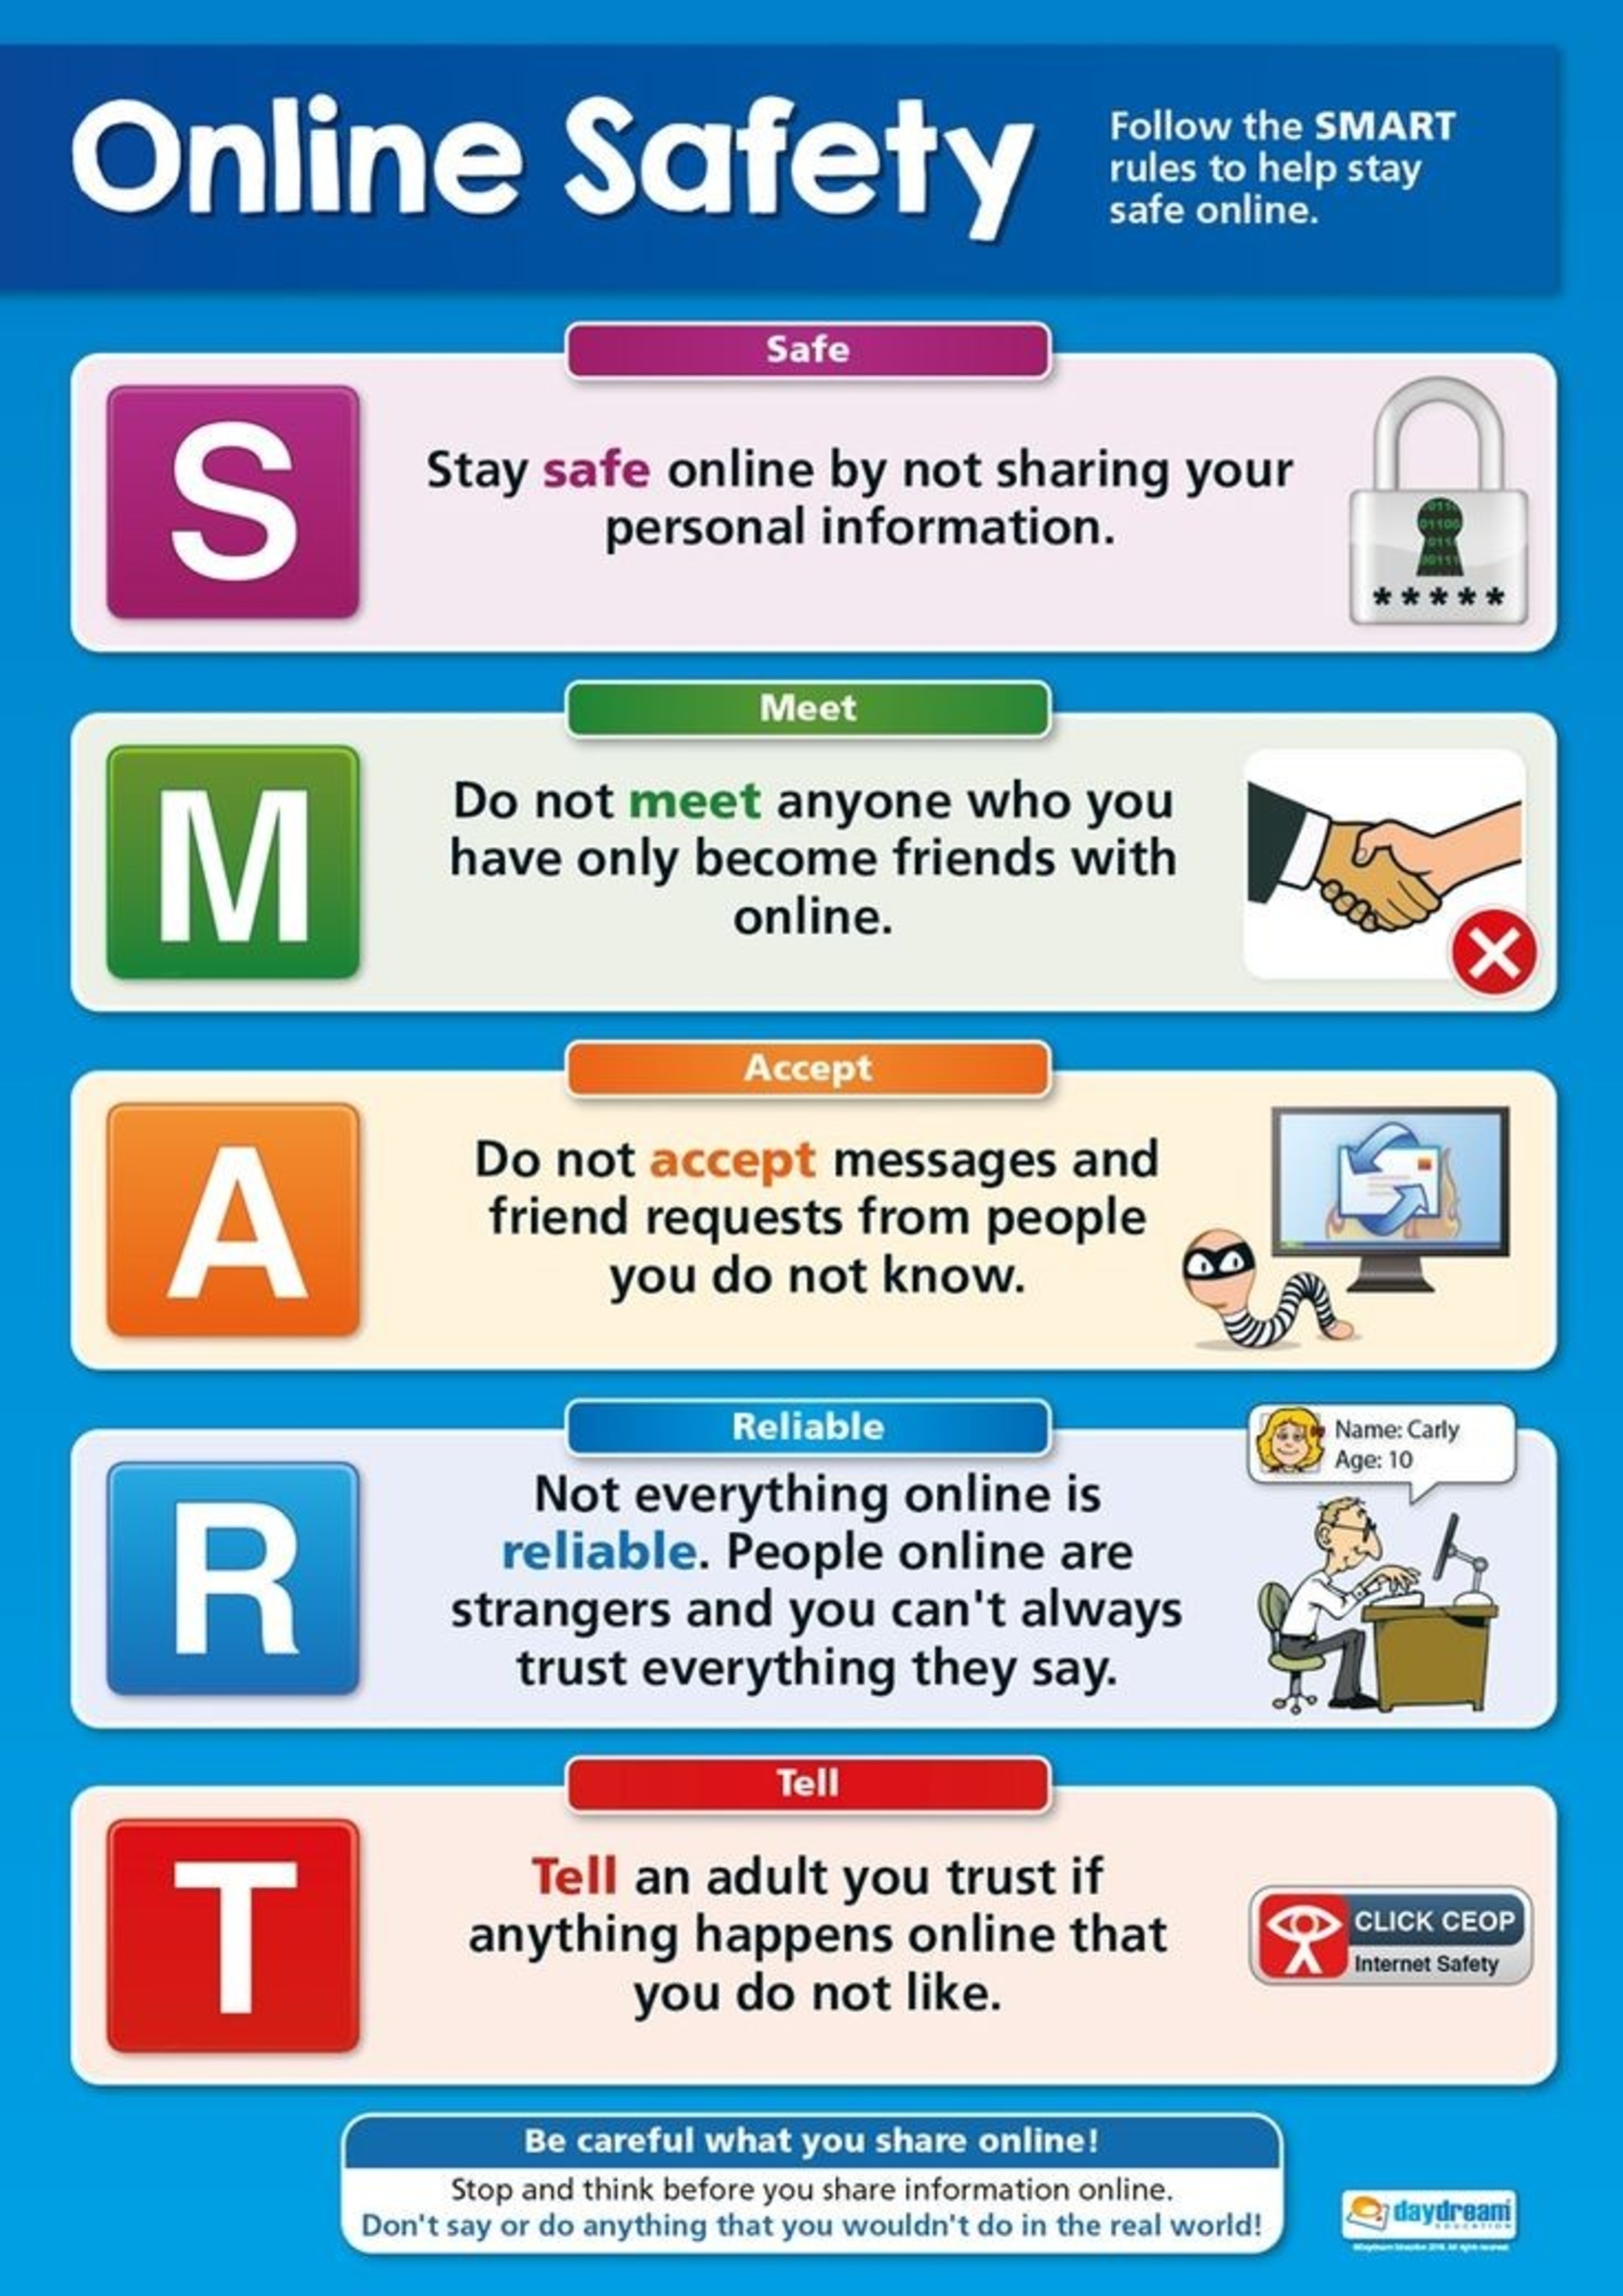 Online Safety
Follow the SMART
rules to help stay
safe online.
Safe
S
Stay safe online by not sharing your
personal information.
*****
Meet
M
Do not meet anyone who you
have only become friends with
online.
Accept
A
Do not accept messages and
friend requests from people
you do not know.
Reliable
R
Not everything online is
reliable. People online are
strangers and you can't always
trust everything they say.
Name: Carly
Age: 10
Tell
T
Tell an adult you trust if
anything happens online that
you do not like.
CLICK CEOP
Internet Safety
Be careful what you share online!
Stop and think before you share information online.
Don't say or do anything that you wouldn't do in the real world!
daydream
EDUCATION